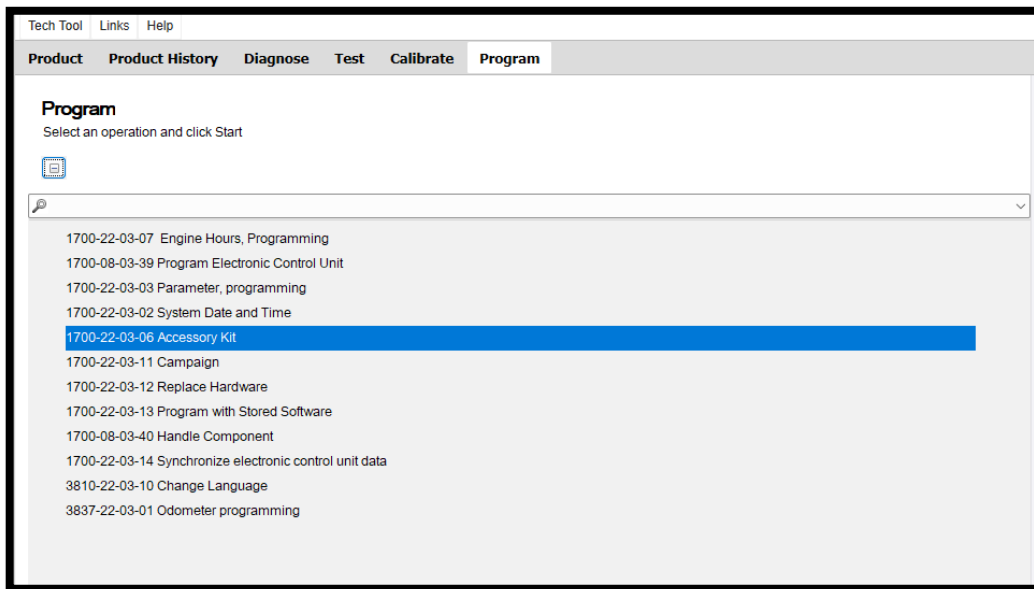 Tech Tool Links Help
Product Product History Diagnose Test Calibrate Program
Program
Select an operation and click Start
1700-22-03-07 Engine Hours, Programming
1700-08-03-39 Program Electronic Control Unit
1700-22-03-03 Parameter, programming
1700-22-03-02 System Date and Time
1700-22-03-06 Accessory Kit
1700-22-03-11 Campaign
1700-22-03-12 Replace Hardware
1700-22-03-13 Program with Stored Software
1700-08-03-40 Handle Component
1700-22-03-14 Synchronize electronic control unit data
3810-22-03-10 Change Language
3837-22-03-01 Odometer programming